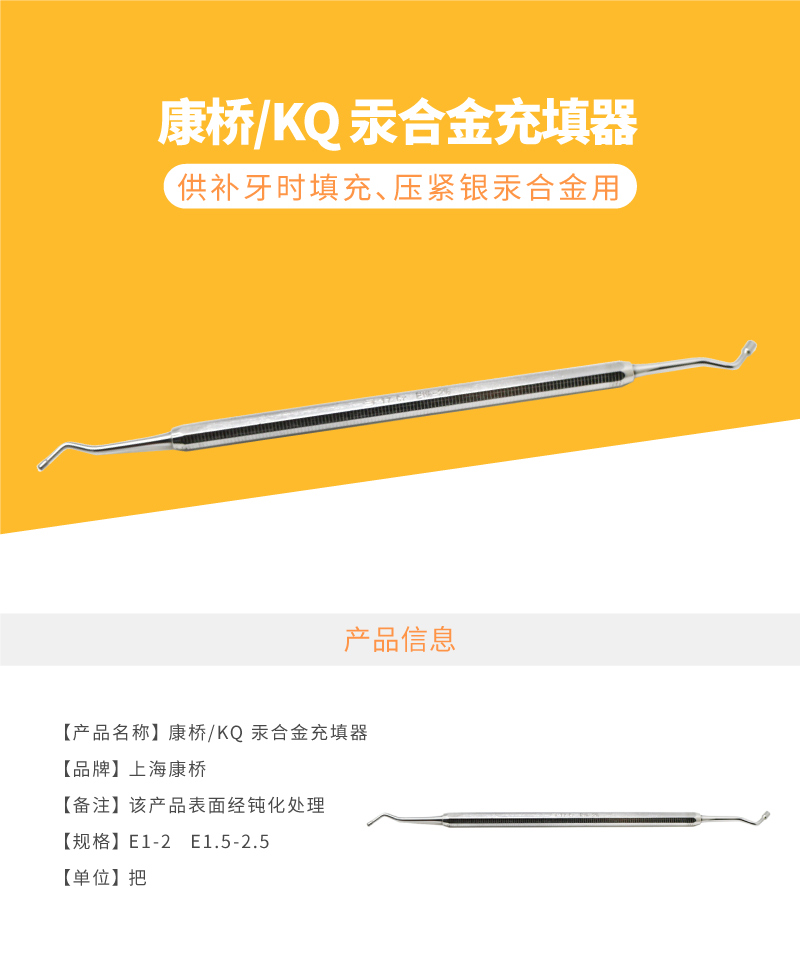 康桥/KQ 汞合金充填器
供补牙时填充、压紧银汞合金用
产品信息
【产品名称】康桥/KQ 汞合金充填器
【品牌】上海康桥
【备注】该产品表面经钝化处理
【规格】E1-2 E1.5-2.5
【单位】把